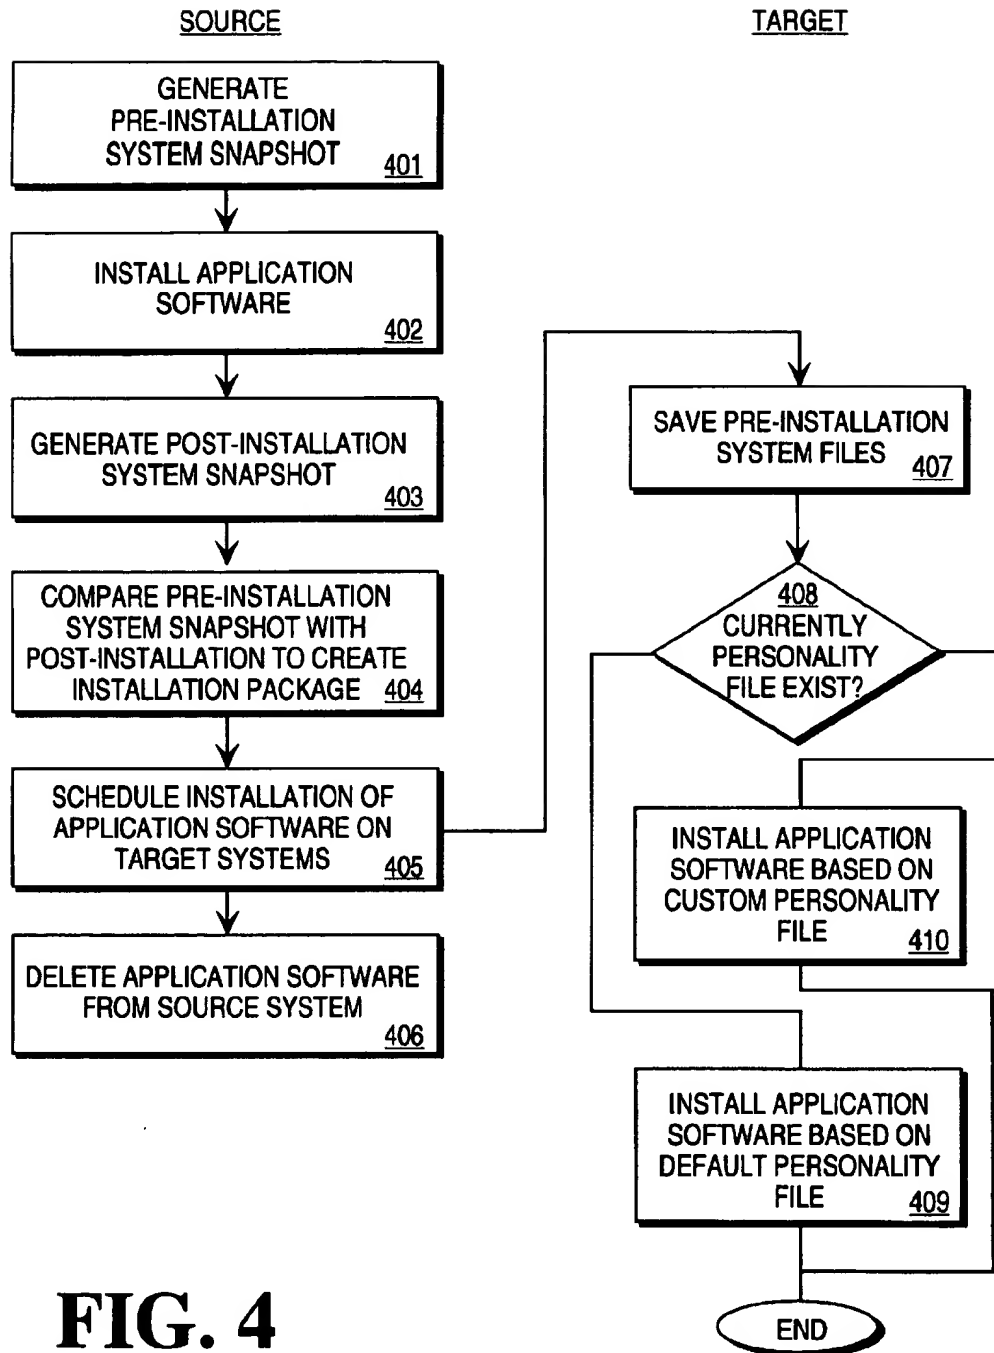 SOURCE
GENERATE
PRE-INSTALLATION
SYSTEM SNAPSHOT
401
INSTALL APPLICATION
SOFTWARE
402
GENERATE POST-INSTALLATION
SYSTEM SNAPSHOT
403
COMPARE PRE-INSTALLATION
SYSTEM SNAPSHOT WITH
POST-INSTALLATION TO CREATE
INSTALLATION PACKAGE 404
SCHEDULE INSTALLATION OF
APPLICATION SOFTWARE ON
TARGET SYSTEMS
405
DELETE APPLICATION SOFTWARE
FROM SOURCE SYSTEM
406
TARGET
SAVE PRE-INSTALLATION
SYSTEM FILES
407
408
CURRENTLY
PERSONALITY
FILE EXIST?
INSTALL APPLICATION
SOFTWARE BASED ON
CUSTOM PERSONALITY
FILE
410
INSTALL APPLICATION
SOFTWARE BASED ON
DEFAULT PERSONALITY
FILE
409
END
FIG. 4